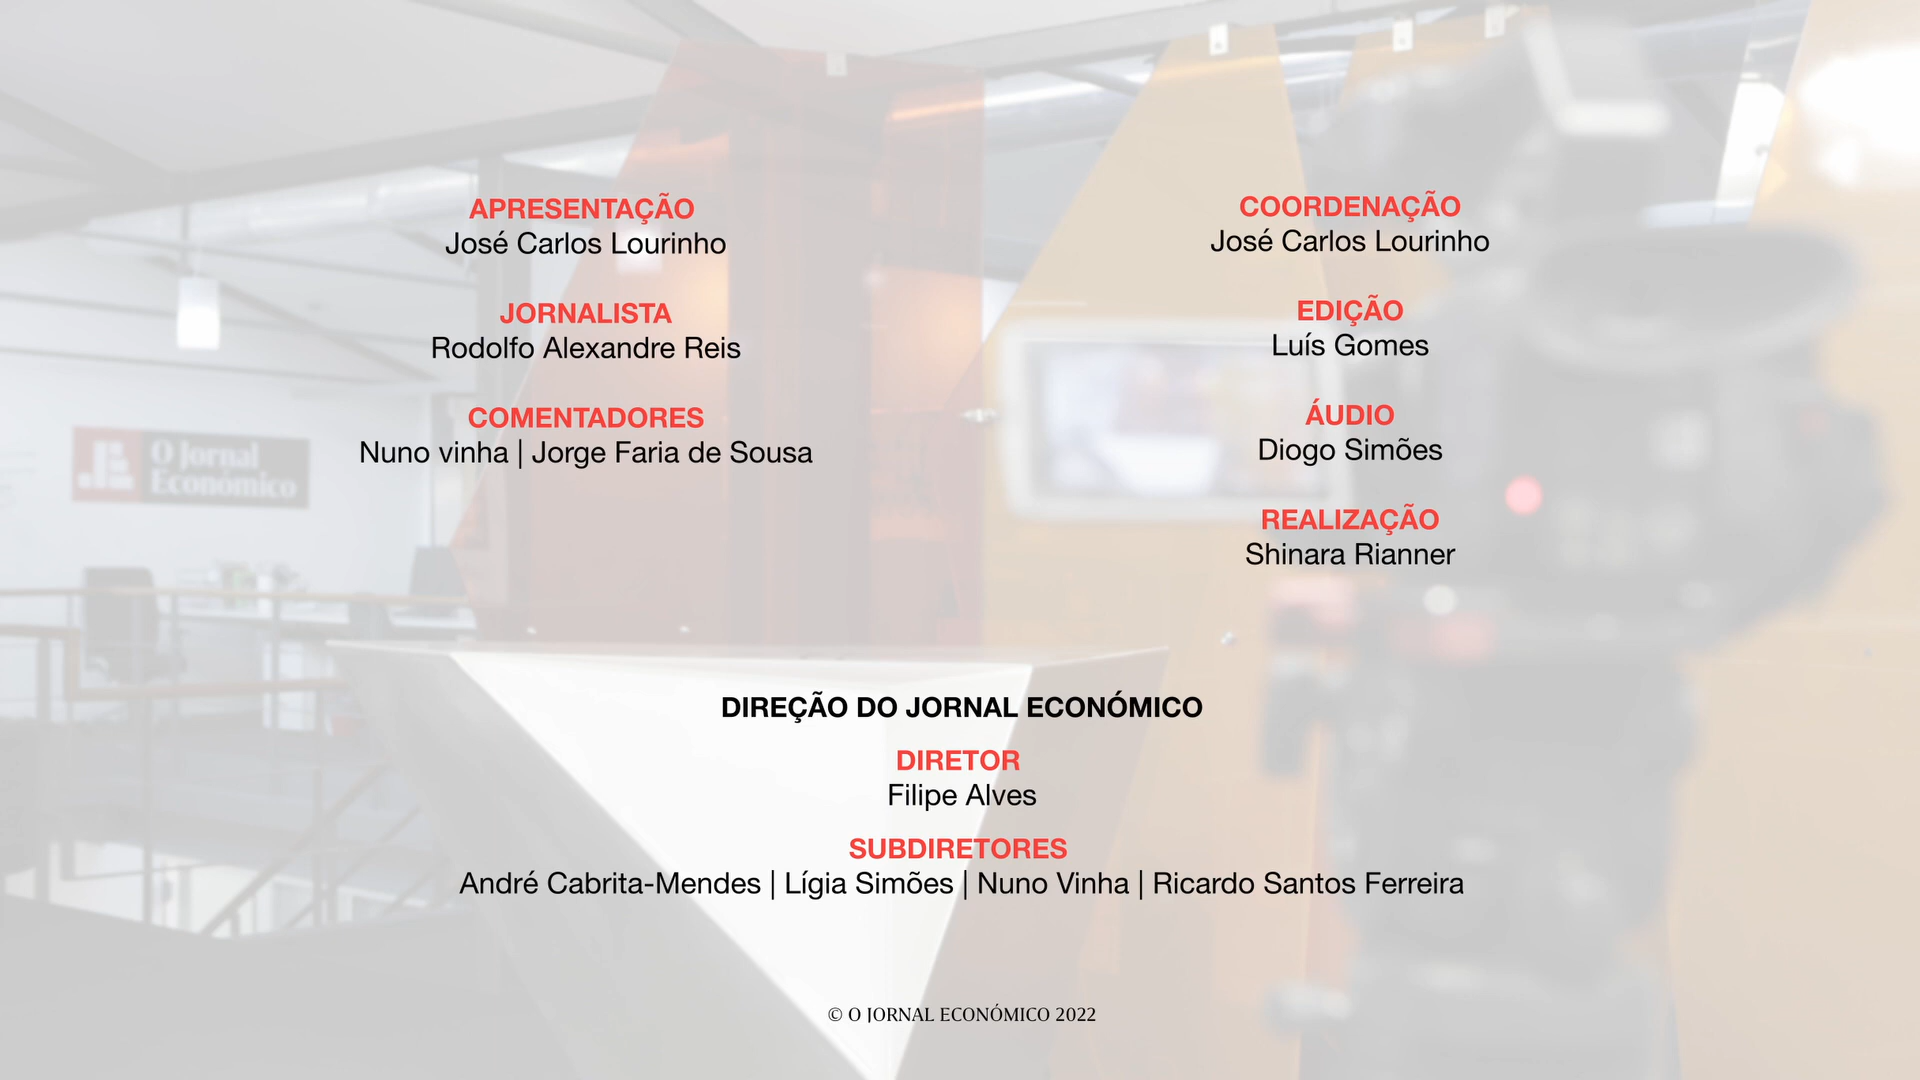 APRESENTAÇÃO
José Carlos Lourinho
JORNALISTA
Rodolfo Alexandre Reis
COMENTADORES
Nuno vinha | Jorge Faria de Sousa
COORDENAÇÃO
José Carlos Lourinho
EDIÇÃO
Luís Gomes
ÁUDIO
Diogo Simões
REALIZAÇÃO
Shinara Rianner
O Jornal
Económico
DIREÇÃO DO JORNAL ECONÓMICO
DIRETOR
Filipe Alves
SUBDIRETORES
André Cabrita-Mendes | Lígia Simões | Nuno Vinha | Ricardo Santos Ferreira
© O JORNAL ECONÓMICO 2022